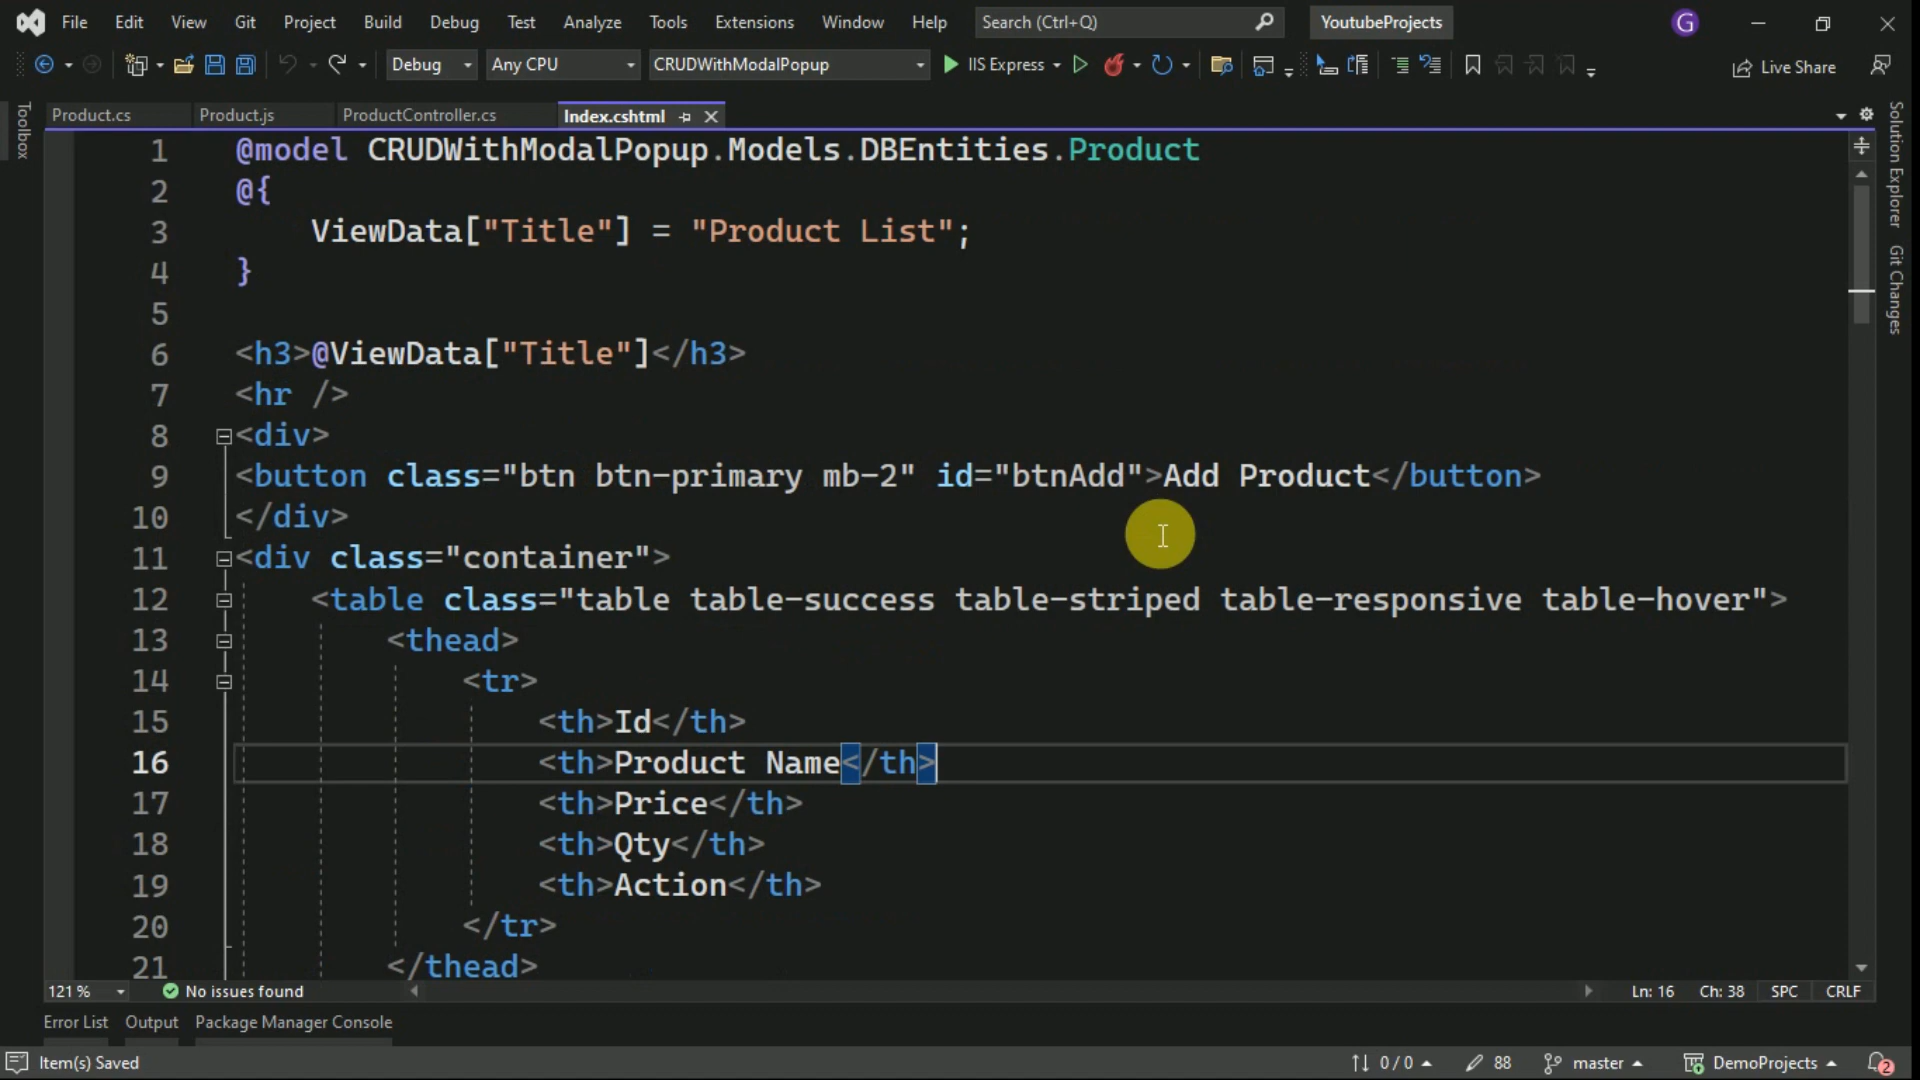 File Edit View Git Project Build Debug Test Analyze Tools Extensions Window Help Search (Ctrl+Q) YoutubeProjects G
Debug Any CPU CRUDWithModalPopup IIS Express Live Share
Product.cs Product.js ProductController.cs Index.cshtml
Toolbox
Solution Explorer
Git Changes
1 @model CRUDWithModalPopup.Models.DBEntities.Product
2 @{
3 ViewData["Title"] = "Product List";
4 }
5
6 <h3>@ViewData["Title"]</h3>
7 <hr />
8 <div>
9 <button class="btn btn-primary mb-2" id="btnAdd">Add Product</button>
10 </div>
11 <div class="container">
12 <table class="table table-success table-striped table-responsive table-hover">
13 <thead>
14 <tr>
15 <th>Id</th>
16 <th>Product Name</th>
17 <th>Price</th>
18 <th>Qty</th>
19 <th>Action</th>
20 </tr>
21 </thead>
121 % No issues found Ln: 16 Ch: 38 SPC CRLF
Error List Output Package Manager Console
Item(s) Saved 0 / 0 88 master DemoProjects 2